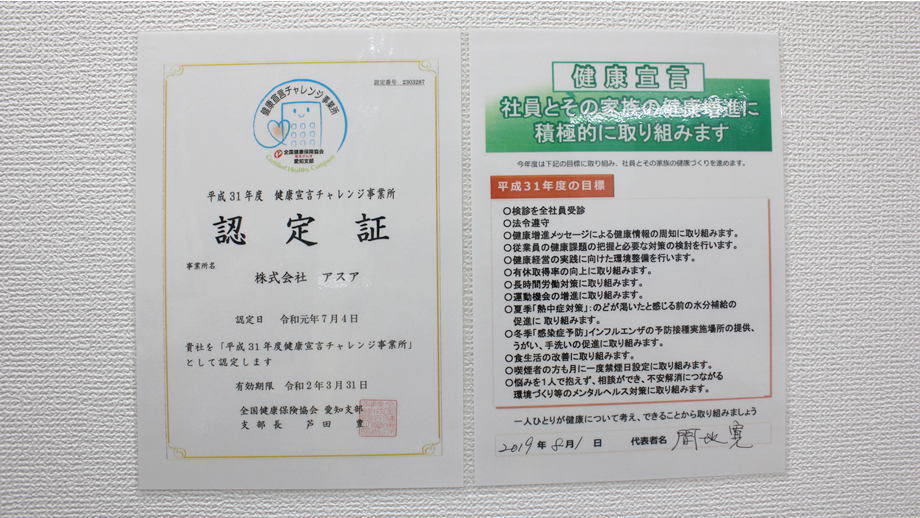 認定番号 2303287
健康宣言チャレンジ事業所
全国健康保険協会
愛知支部
Certified Healthy Company
平成31年度 健康宣言チャレンジ事業所
認定証
事業所名
株式会社 アスア
認定日 令和元年7月4日
貴社を「平成31年度健康宣言チャレンジ事業所」
として認定します
有効期限 令和2年3月31日
全国健康保険協会 愛知支部
支部長 芦田 豊
健康宣言
社員とその家族の健康増進に
積極的に取り組みます
今年度は下記の目標に取り組み、社員とその家族の健康づくりを進めます。
平成31年度の目標
○検診を全社員受診
○法令遵守
○健康増進メッセージによる健康情報の周知に取り組みます。
○従業員の健康課題の把握と必要な対策の検討を行います。
○健康経営の実践に向けた環境整備を行います。
○有休取得率の向上に取り組みます。
○長時間労働対策に取り組みます。
○運動機会の増進に取り組みます。
○夏季「熱中症対策」：のどが渇いたと感じる前の水分補給の
促進に取り組みます。
○冬季「感染症予防」インフルエンザの予防接種実施場所の提供、
うがい、手洗いの促進に取り組みます。
○食生活の改善に取り組みます。
○喫煙者の方も月に一度禁煙日設定に取り組みます。
○悩みを1人で抱えず、相談ができ、不安解消につながる
環境づくり等のメンタルヘルス対策に取り組みます。
一人ひとりが健康について考え、できることから取り組みましょう
2019年8月1日 代表者名